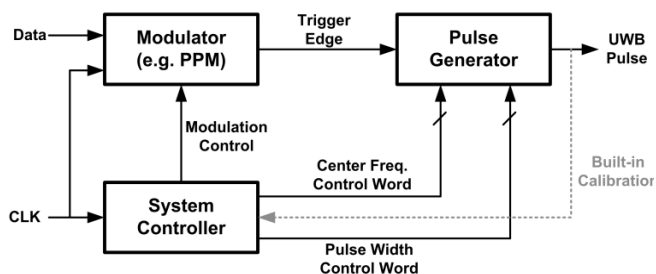 Data
Modulator
(e.g. PPM)
Trigger
Edge
Pulse
Generator
UWB
Pulse
Modulation
Control
Center Freq.
Control Word
Built-in
Calibration
CLK
System
Controller
Pulse Width
Control Word